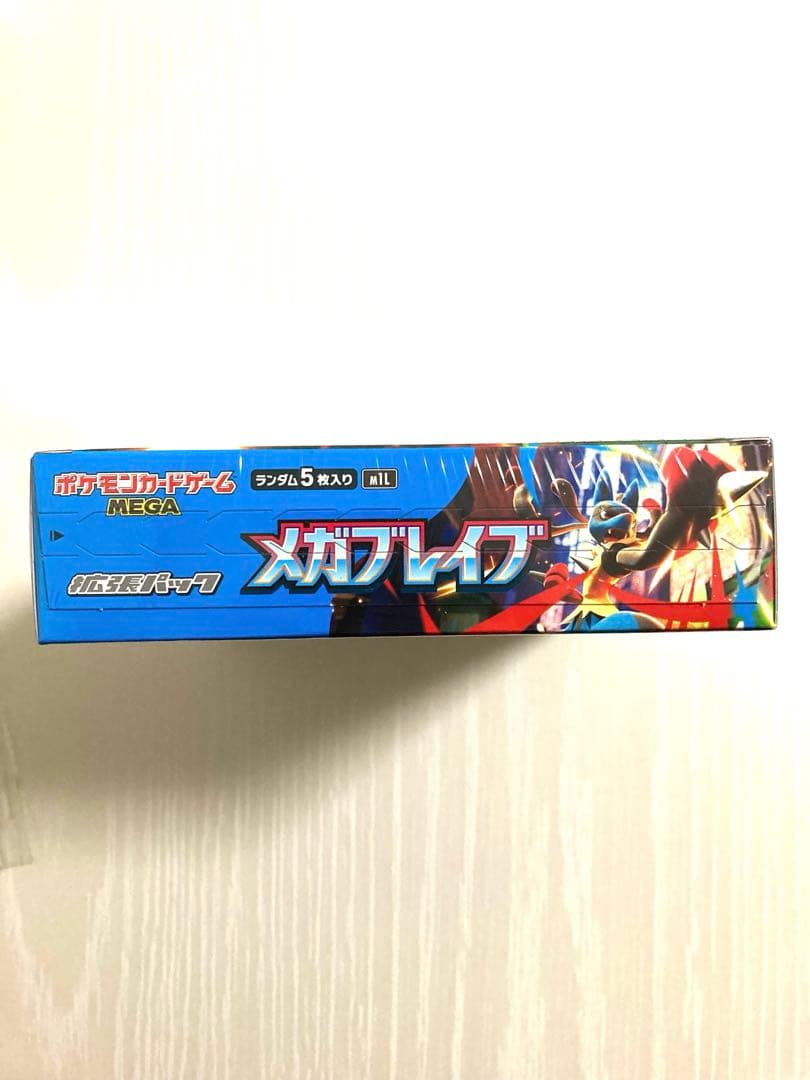 ポケモンカードゲーム
MEGA
ランダム5枚入り M1L
メガブレイブ
拡張パック